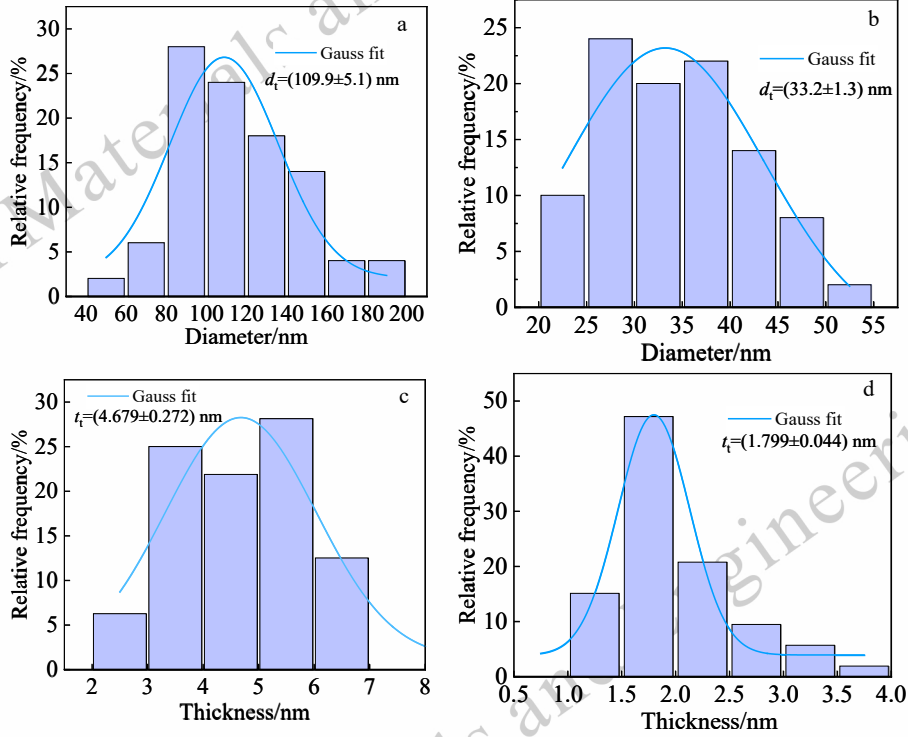 a
Gauss fit
dt=(109.9±5.1) nm
Relative frequency/%
30
25
20
15
10
5
0
40 60 80 100 120 140 160 180 200
Diameter/nm
b
Gauss fit
dt=(33.2±1.3) nm
Relative frequency/%
25
20
15
10
5
0
20 25 30 35 40 45 50 55
Diameter/nm
c
Gauss fit
tt=(4.679±0.272) nm
Relative frequency/%
30
25
20
15
10
5
0
2 3 4 5 6 7 8
Thickness/nm
d
Gauss fit
tt=(1.799±0.044) nm
Relative frequency/%
50
40
30
20
10
0
0.5 1.0 1.5 2.0 2.5 3.0 3.5 4.0
Thickness/nm
Materials and
and Engineeri